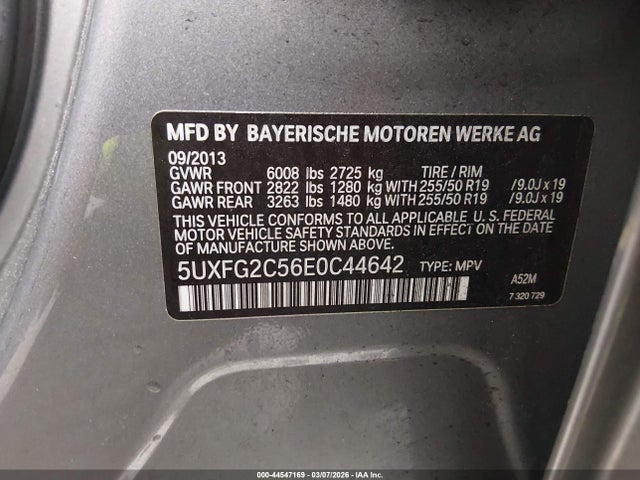 MFD BY BAYERISCHE MOTOREN WERKE AG
09/2013
GVWR 6008 lbs 2725 kg TIRE / RIM
GAWR FRONT 2822 lbs 1280 kg WITH 255/50 R19 /9.0J x 19
GAWR REAR 3263 lbs 1480 kg WITH 255/50 R19 /9.0J x 19
THIS VEHICLE CONFORMS TO ALL APPLICABLE U. S. FEDERAL
MOTOR VEHICLE SAFETY STANDARDS IN EFFECT ON THE DATE
OF MANUFACTURE SHOWN ABOVE.
5UXFG2C56E0C44642 TYPE: MPV
A52M
7 320 729
000-44547169 - 03/07/2026 - IAA Inc.